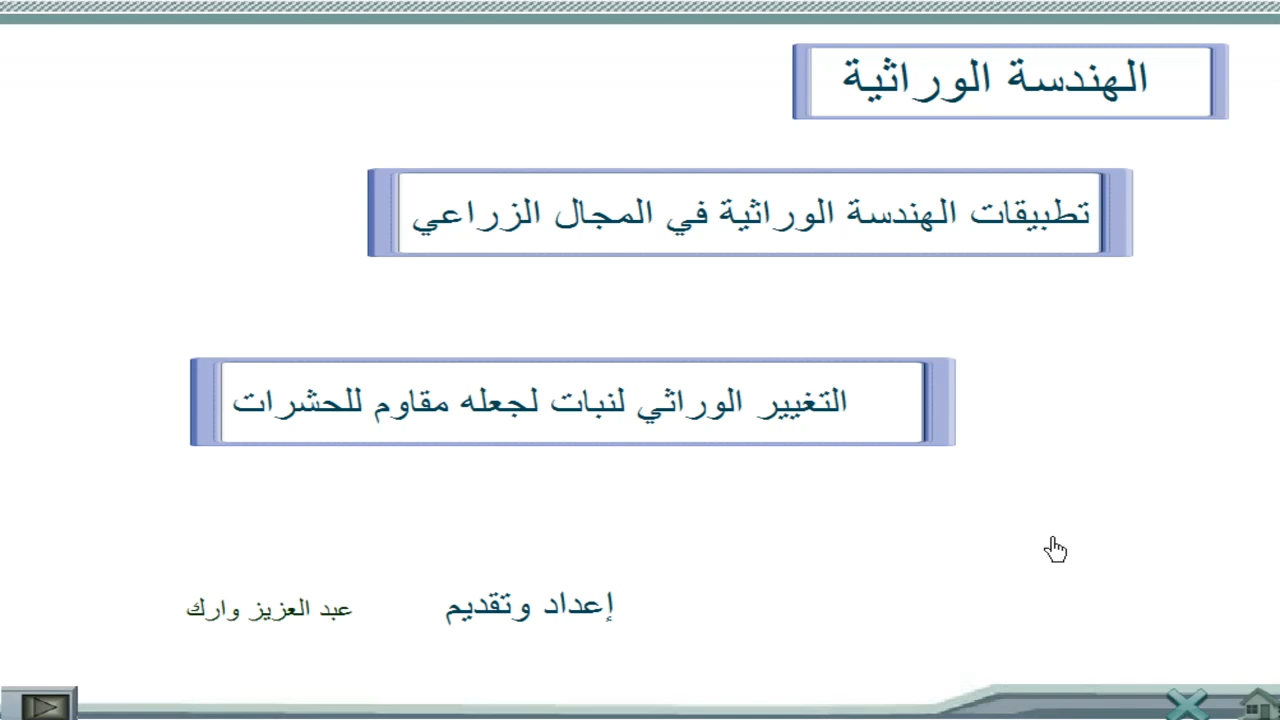 الهندسة الوراثية
تطبيقات الهندسة الوراثية في المجال الزراعي
التغيير الوراثي لنبات لجعله مقاوم للحشرات
إعداد وتقديم عبد العزيز وارك